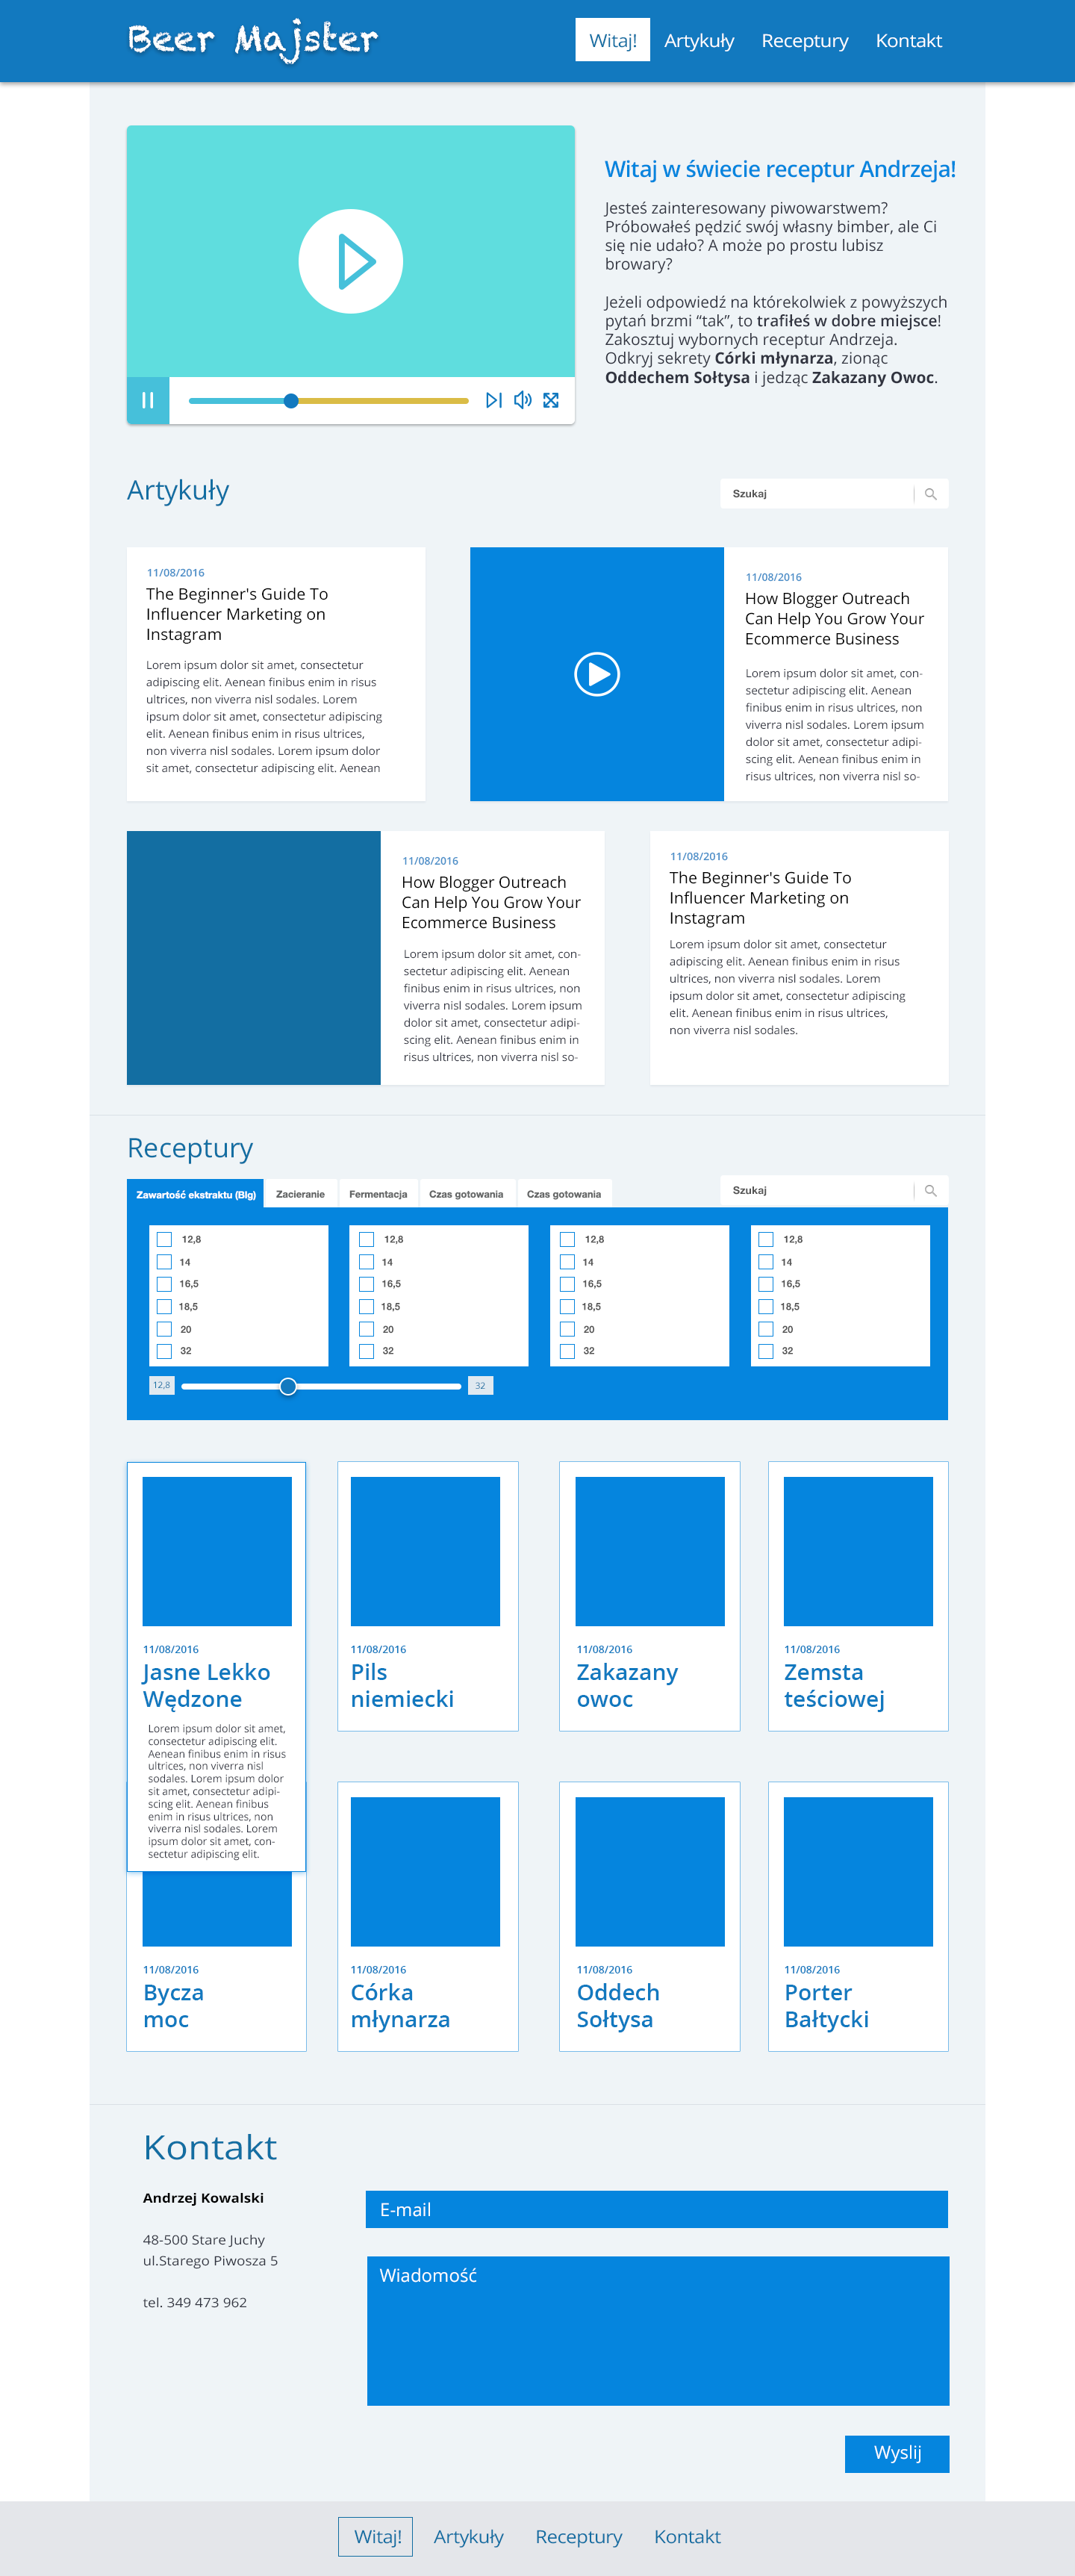 Beer Majster
Witaj! Artykuły Receptury Kontakt
Witaj w świecie receptur Andrzeja!
Jesteś zainteresowany piwowarstwem?
Próbowałeś pędzić swój własny bimber, ale Ci
się nie udało? A może po prostu lubisz
browary?
Jeżeli odpowiedź na którekolwiek z powyższych
pytań brzmi “tak”, to trafiłeś w dobre miejsce!
Zakosztuj wybornych receptur Andrzeja.
Odkryj sekrety Córki młynarza, zionąc
Oddechem Sołtysa i jedząc Zakazany Owoc.
Artykuły
Szukaj
11/08/2016
The Beginner's Guide To
Influencer Marketing on
Instagram
Lorem ipsum dolor sit amet, consectetur
adipiscing elit. Aenean finibus enim in risus
ultrices, non viverra nisl sodales. Lorem
ipsum dolor sit amet, consectetur adipiscing
elit. Aenean finibus enim in risus ultrices,
non viverra nisl sodales. Lorem ipsum dolor
sit amet, consectetur adipiscing elit. Aenean
11/08/2016
How Blogger Outreach
Can Help You Grow Your
Ecommerce Business
Lorem ipsum dolor sit amet, con-
sectetur adipiscing elit. Aenean
finibus enim in risus ultrices, non
viverra nisl sodales. Lorem ipsum
dolor sit amet, consectetur adipi-
scing elit. Aenean finibus enim in
risus ultrices, non viverra nisl so-
11/08/2016
How Blogger Outreach
Can Help You Grow Your
Ecommerce Business
Lorem ipsum dolor sit amet, con-
sectetur adipiscing elit. Aenean
finibus enim in risus ultrices, non
viverra nisl sodales. Lorem ipsum
dolor sit amet, consectetur adipi-
scing elit. Aenean finibus enim in
risus ultrices, non viverra nisl so-
11/08/2016
The Beginner's Guide To
Influencer Marketing on
Instagram
Lorem ipsum dolor sit amet, consectetur
adipiscing elit. Aenean finibus enim in risus
ultrices, non viverra nisl sodales. Lorem
ipsum dolor sit amet, consectetur adipiscing
elit. Aenean finibus enim in risus ultrices,
non viverra nisl sodales.
Receptury
Zawartość ekstraktu (Blg) Zacieranie Fermentacja Czas gotowania Czas gotowania
Szukaj
12,8 12,8 12,8 12,8
14 14 14 14
16,5 16,5 16,5 16,5
18,5 18,5 18,5 18,5
20 20 20 20
32 32 32 32
12,8 32
11/08/2016
Jasne Lekko
Wędzone
Lorem ipsum dolor sit amet,
consectetur adipiscing elit.
Aenean finibus enim in risus
ultrices, non viverra nisl
sodales. Lorem ipsum dolor
sit amet, consectetur adipi-
scing elit. Aenean finibus
enim in risus ultrices, non
viverra nisl sodales. Lorem
ipsum dolor sit amet, con-
sectetur adipiscing elit.
11/08/2016
Pils
niemiecki
11/08/2016
Zakazany
owoc
11/08/2016
Zemsta
teściowej
11/08/2016
Bycza
moc
11/08/2016
Córka
młynarza
11/08/2016
Oddech
Sołtysa
11/08/2016
Porter
Bałtycki
Kontakt
Andrzej Kowalski
48-500 Stare Juchy
ul.Starego Piwosza 5
tel. 349 473 962
E-mail
Wiadomość
Wyslij
Witaj! Artykuły Receptury Kontakt